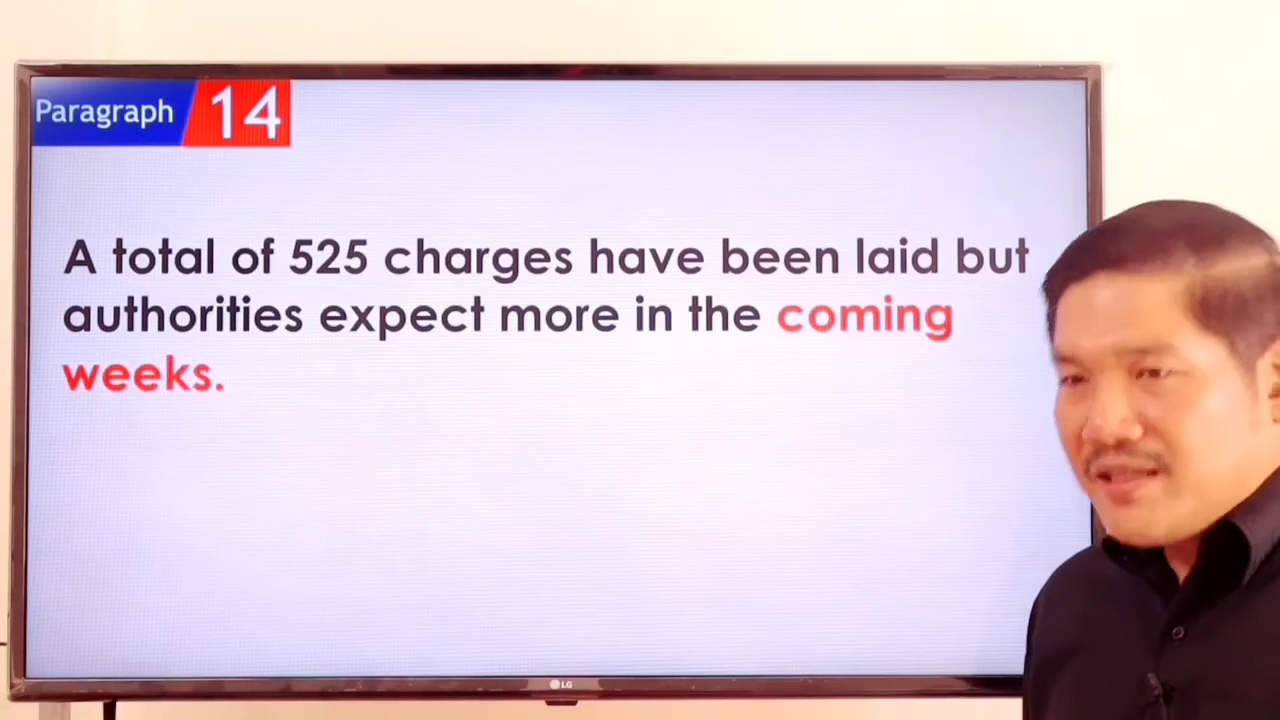 Paragraph 14
A total of 525 charges have been laid but
authorities expect more in the coming
weeks.
LG